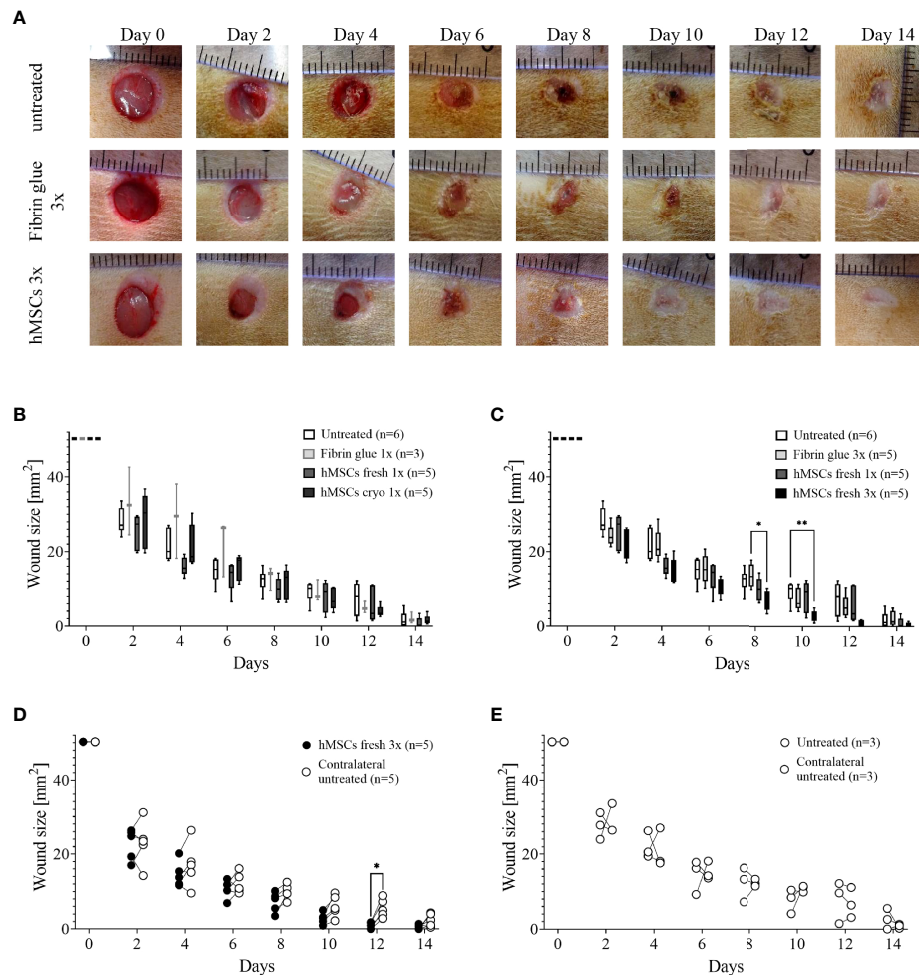 A
Day 0 Day 2 Day 4 Day 6 Day 8 Day 10 Day 12 Day 14
untreated
Fibrin glue
3x
hMSCs 3x
B
Wound size [mm²]
40
20
0
0 2 4 6 8 10 12 14
Days
Untreated (n=6)
Fibrin glue 1x (n=3)
hMSCs fresh 1x (n=5)
hMSCs cryo 1x (n=5)
C
Wound size [mm²]
40
20
0
0 2 4 6 8 10 12 14
Days
Untreated (n=6)
Fibrin glue 3x (n=5)
hMSCs fresh 1x (n=5)
hMSCs fresh 3x (n=5)
* **
D
Wound size [mm²]
40
20
0
0 2 4 6 8 10 12 14
Days
hMSCs fresh 3x (n=5)
Contralateral
untreated (n=5)
*
E
Wound size [mm²]
40
20
0
0 2 4 6 8 10 12 14
Days
Untreated (n=3)
Contralateral
untreated (n=3)